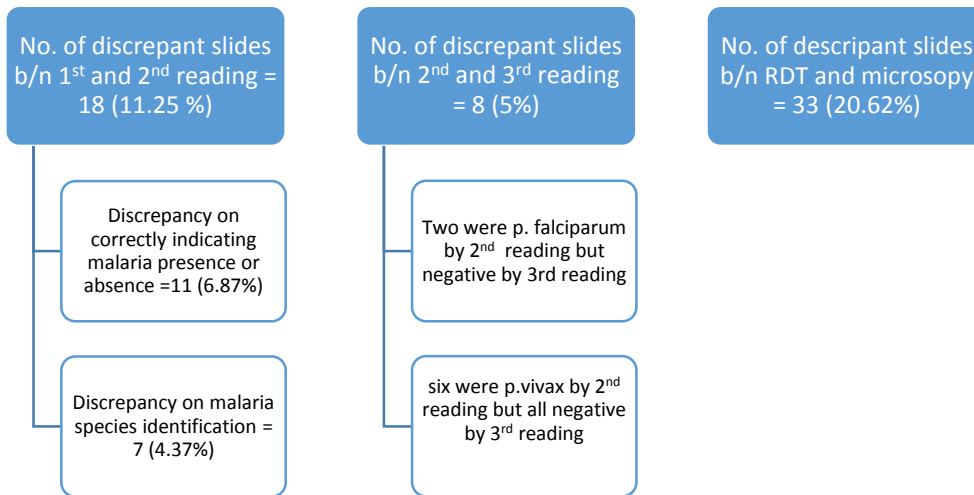 No. of discrepant slides
b/n 1st and 2nd reading =
18 (11.25 %)
Discrepancy on
correctly indicating
malaria presence or
absence =11 (6.87%)
Discrepancy on malaria
species identification =
7 (4.37%)
No. of discrepant slides
b/n 2nd and 3rd reading
= 8 (5%)
Two were p. falciparum
by 2nd reading but
negative by 3rd reading
six were p.vivax by 2nd
reading but all negative
by 3rd reading
No. of descripant slides
b/n RDT and microsopy
= 33 (20.62%)